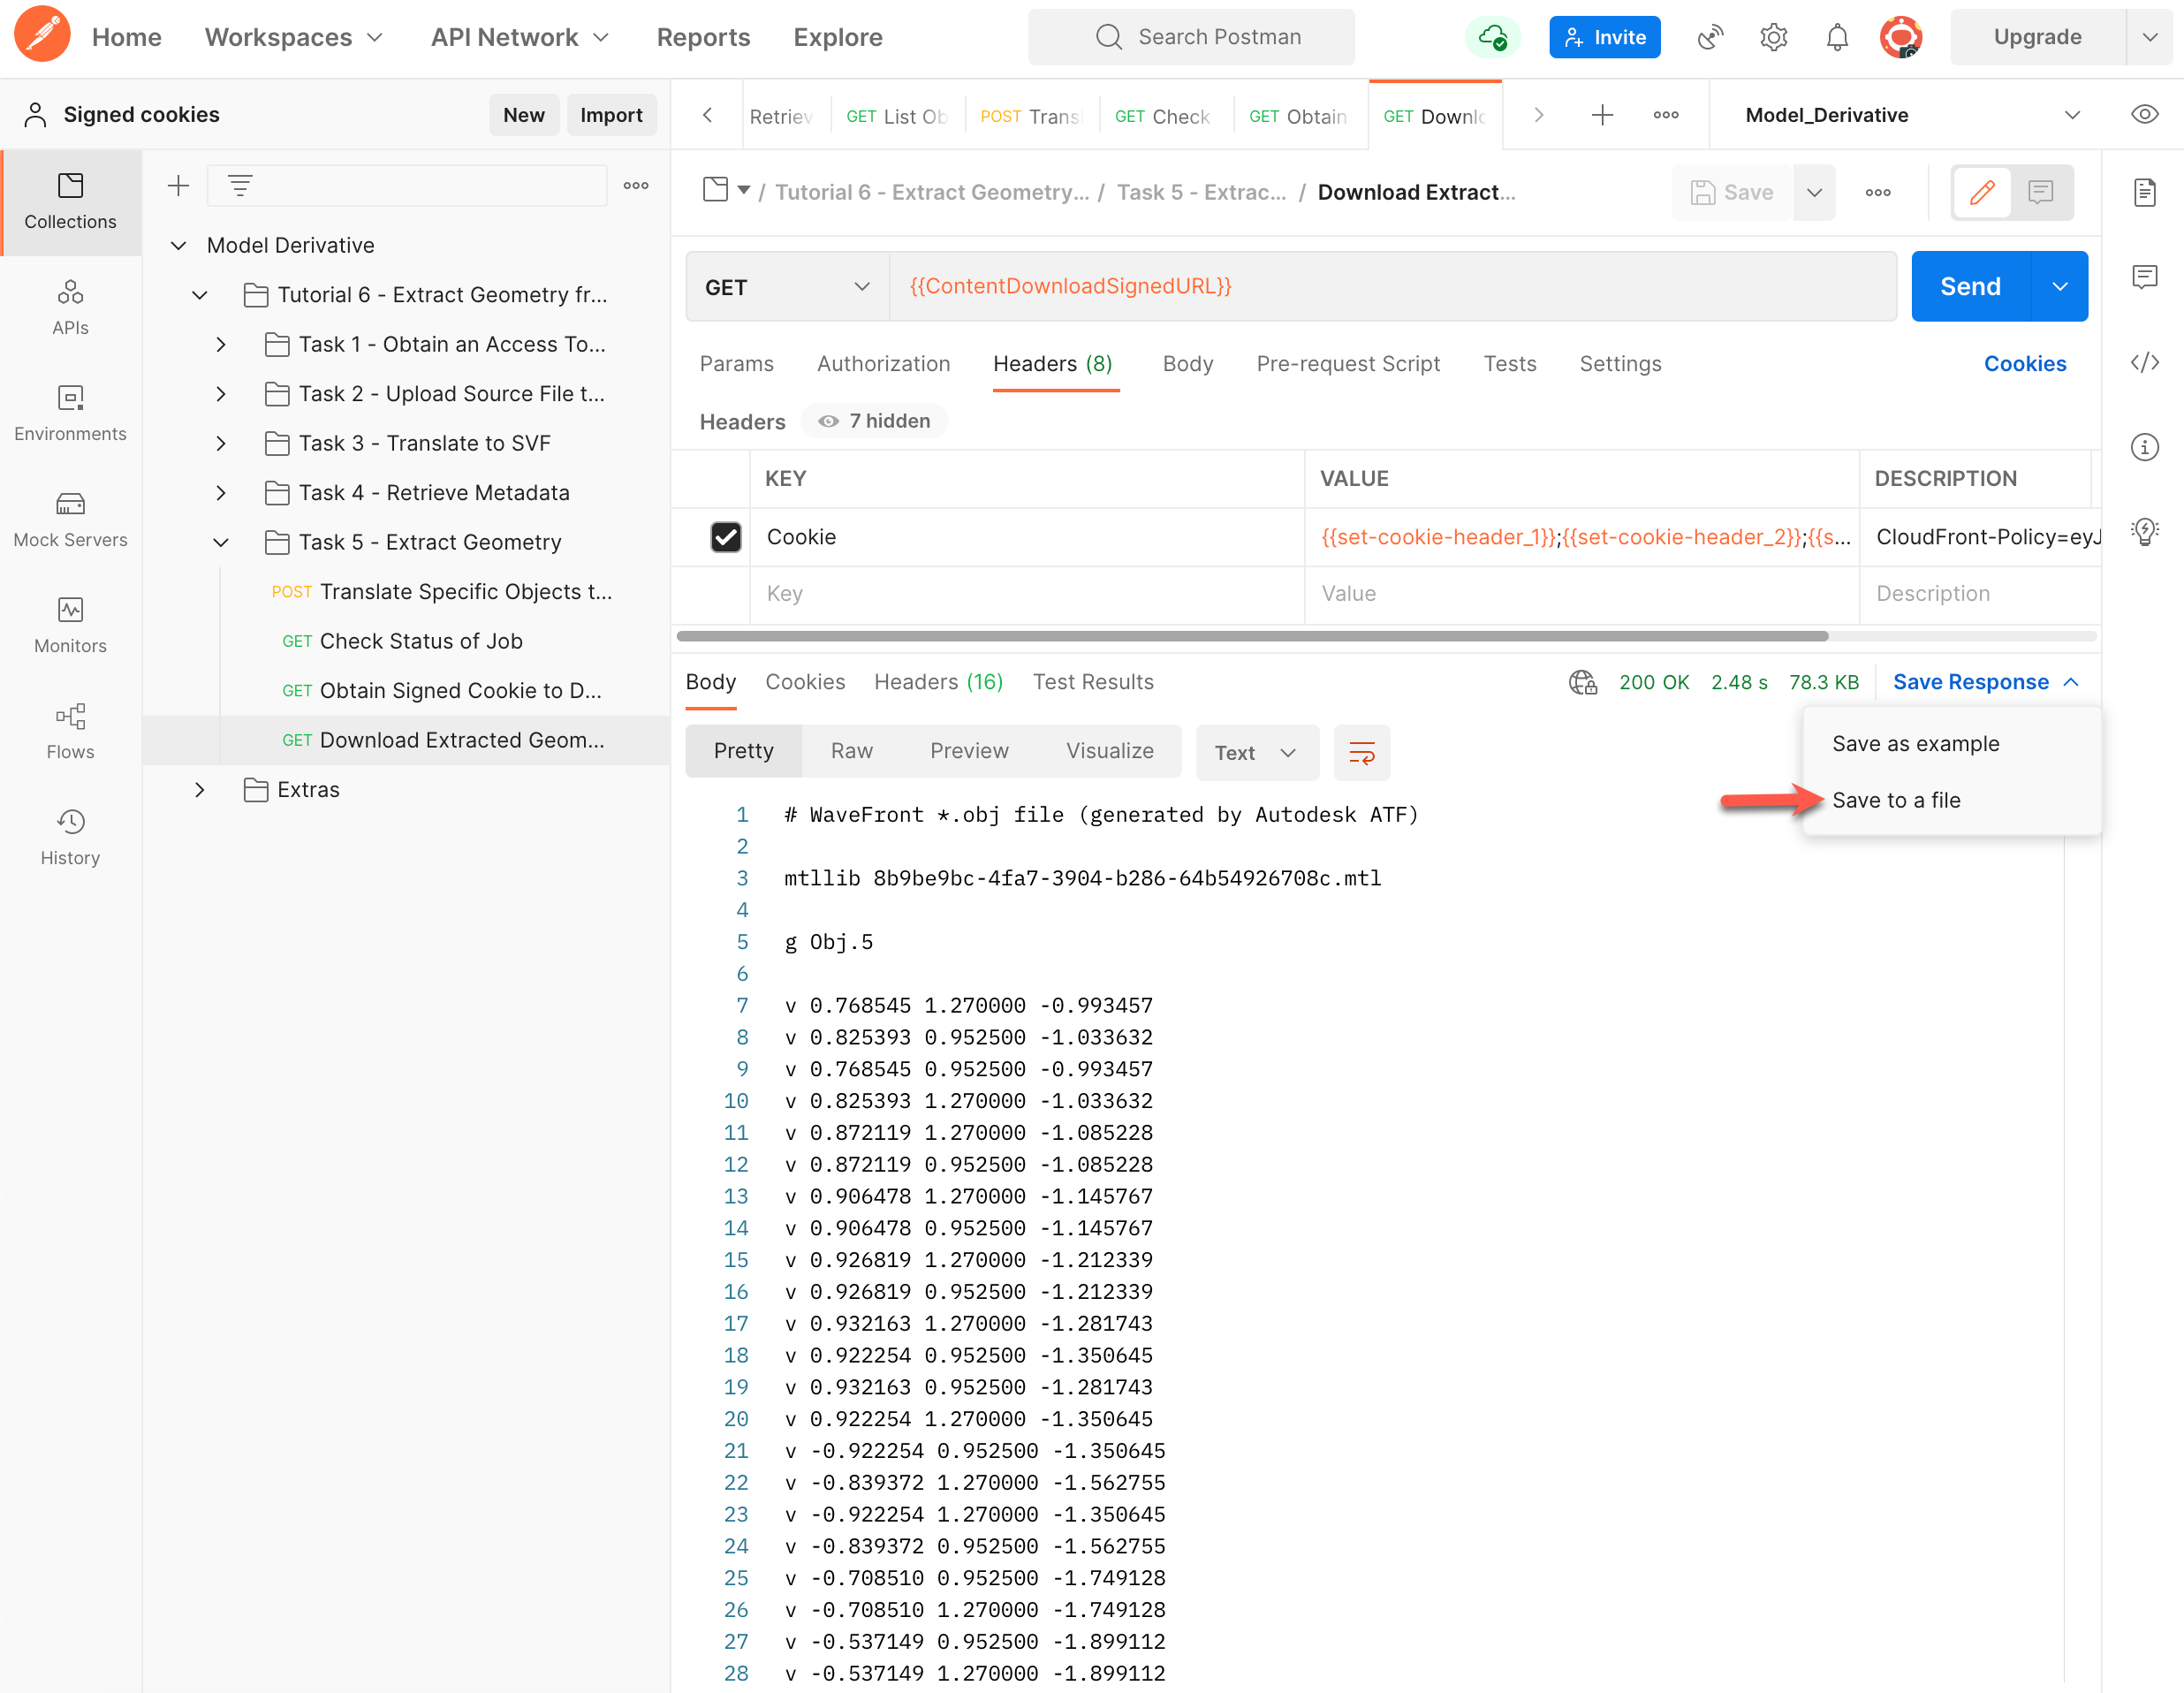 Home Workspaces API Network Reports Explore Search Postman Invite Upgrade
Signed cookies New Import
Retriev GET List Ob POST Trans GET Check GET Obtain GET Downlo Model_Derivative
Collections
APIs
Environments
Mock Servers
Monitors
Flows
History
Model Derivative
Tutorial 6 - Extract Geometry fr...
Task 1 - Obtain an Access To...
Task 2 - Upload Source File t...
Task 3 - Translate to SVF
Task 4 - Retrieve Metadata
Task 5 - Extract Geometry
POST Translate Specific Objects t...
GET Check Status of Job
GET Obtain Signed Cookie to D...
GET Download Extracted Geom...
Extras
/ Tutorial 6 - Extract Geometry... / Task 5 - Extrac... / Download Extract... Save
GET {{ContentDownloadSignedURL}} Send
Params Authorization Headers (8) Body Pre-request Script Tests Settings Cookies
Headers 7 hidden
KEY VALUE DESCRIPTION
Cookie {{set-cookie-header_1}};{{set-cookie-header_2}};{{s... CloudFront-Policy=eyJ
Key Value Description
Body Cookies Headers (16) Test Results 200 OK 2.48 s 78.3 KB Save Response
Pretty Raw Preview Visualize Text
Save as example
Save to a file
1 # WaveFront *.obj file (generated by Autodesk ATF)
2
3 mtllib 8b9be9bc-4fa7-3904-b286-64b54926708c.mtl
4
5 g Obj.5
6
7 v 0.768545 1.270000 -0.993457
8 v 0.825393 0.952500 -1.033632
9 v 0.768545 0.952500 -0.993457
10 v 0.825393 1.270000 -1.033632
11 v 0.872119 1.270000 -1.085228
12 v 0.872119 0.952500 -1.085228
13 v 0.906478 1.270000 -1.145767
14 v 0.906478 0.952500 -1.145767
15 v 0.926819 1.270000 -1.212339
16 v 0.926819 0.952500 -1.212339
17 v 0.932163 1.270000 -1.281743
18 v 0.922254 0.952500 -1.350645
19 v 0.932163 0.952500 -1.281743
20 v 0.922254 1.270000 -1.350645
21 v -0.922254 0.952500 -1.350645
22 v -0.839372 1.270000 -1.562755
23 v -0.922254 1.270000 -1.350645
24 v -0.839372 0.952500 -1.562755
25 v -0.708510 0.952500 -1.749128
26 v -0.708510 1.270000 -1.749128
27 v -0.537149 0.952500 -1.899112
28 v -0.537149 1.270000 -1.899112